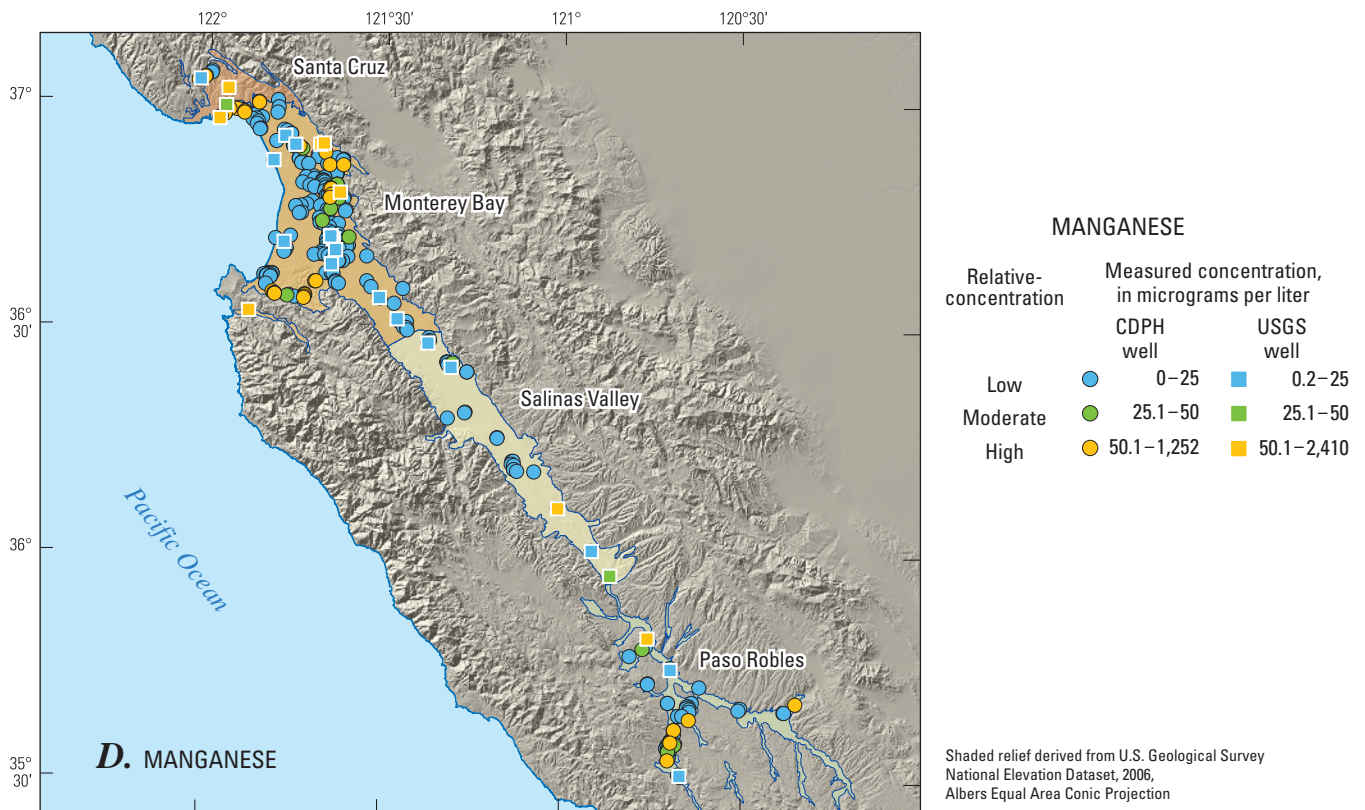 122° 121°30' 121° 120°30'
37°
Santa Cruz
Monterey Bay
36°
30'
Salinas Valley
Pacific Ocean
36°
Paso Robles
35°
30'
D. MANGANESE
MANGANESE
Relative-
concentration
Measured concentration,
in micrograms per liter
CDPH
well
USGS
well
Low 0–25 0.2–25
Moderate 25.1–50 25.1–50
High 50.1–1,252 50.1–2,410
Shaded relief derived from U.S. Geological Survey
National Elevation Dataset, 2006,
Albers Equal Area Conic Projection